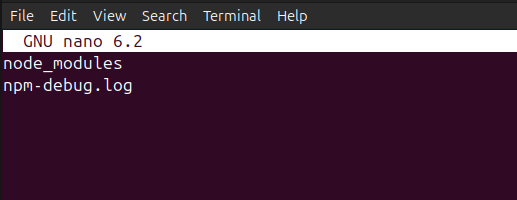 File Edit View Search Terminal Help
GNU nano 6.2
node_modules
npm-debug.log